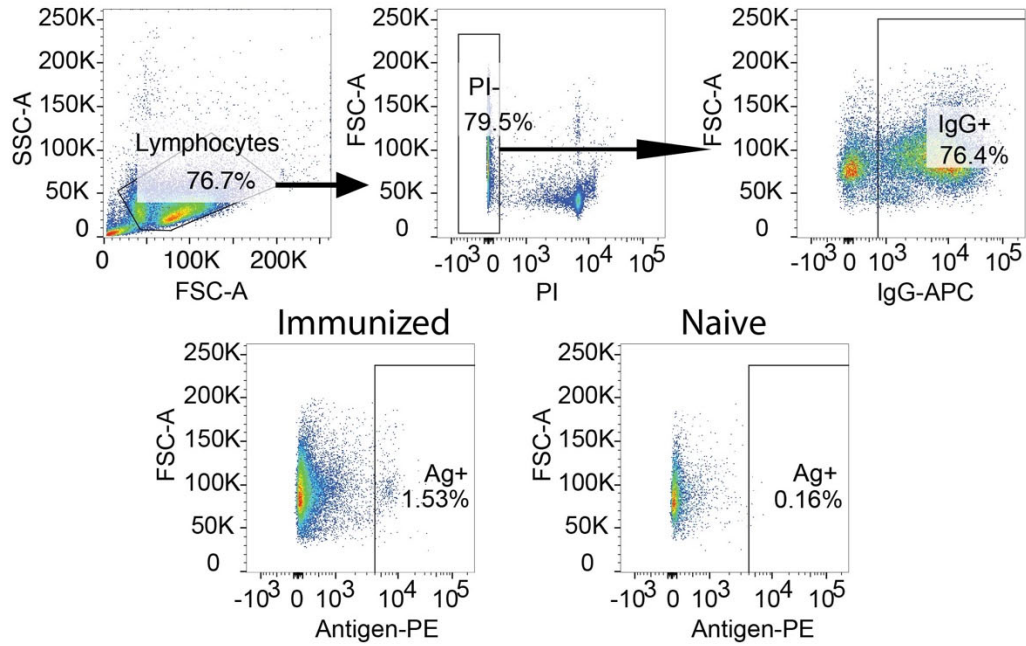 250K
200K
150K
100K
50K
0
SSC-A
Lymphocytes
76.7%
0
100K
200K
FSC-A
250K
200K
150K
100K
50K
0
FSC-A
PI-
79.5%
-10³ 0 10³ 10⁴ 10⁵
PI
250K
200K
150K
100K
50K
0
FSC-A
IgG+
76.4%
-10³ 0 10³ 10⁴ 10⁵
IgG-APC
Immunized
250K
200K
150K
100K
50K
0
FSC-A
Ag+
1.53%
-10³ 0 10³ 10⁴ 10⁵
Antigen-PE
Naive
250K
200K
150K
100K
50K
0
FSC-A
Ag+
0.16%
-10³ 0 10³ 10⁴ 10⁵
Antigen-PE